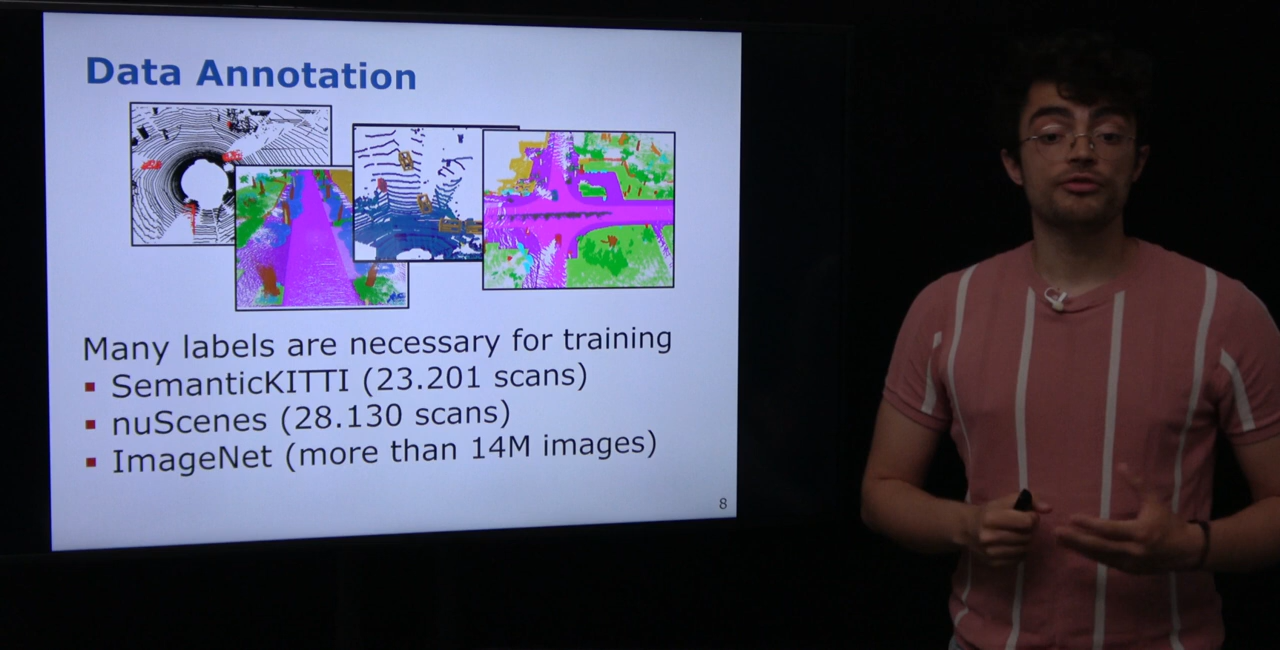 Data Annotation
Many labels are necessary for training
▪ SemanticKITTI (23.201 scans)
▪ nuScenes (28.130 scans)
▪ ImageNet (more than 14M images)
8